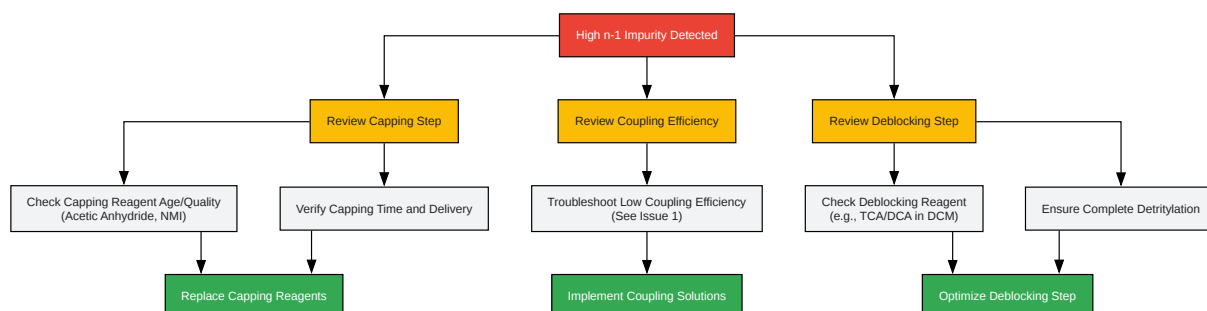 High n-1 Impurity Detected
Review Capping Step
Review Coupling Efficiency
Review Deblocking Step
Check Capping Reagent Age/Quality
(Acetic Anhydride, NMI)
Verify Capping Time and Delivery
Troubleshoot Low Coupling Efficiency
(See Issue 1)
Check Deblocking Reagent
(e.g., TCA/DCA in DCM)
Ensure Complete Detritylation
Replace Capping Reagents
Implement Coupling Solutions
Optimize Deblocking Step